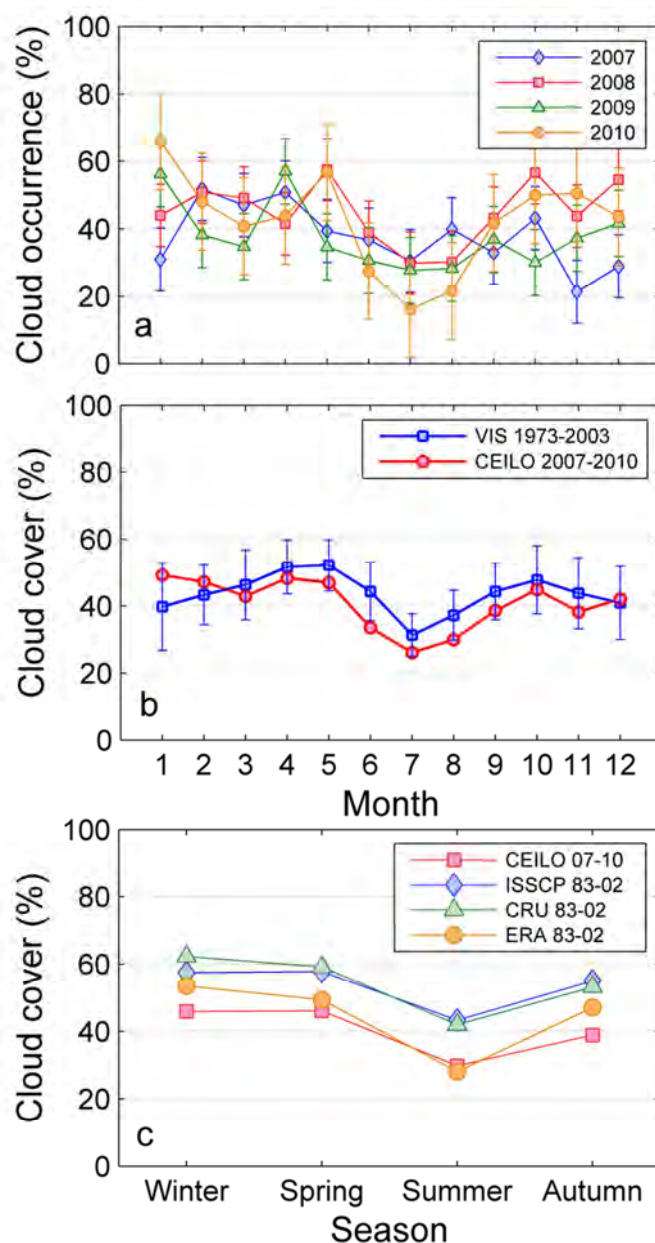 Cloud occurrence (%)
100
80
60
40
20
0
2007
2008
2009
2010
a
Cloud cover (%)
100
80
60
40
20
0
VIS 1973-2003
CEILO 2007-2010
b
1 2 3 4 5 6 7 8 9 10 11 12
Month
Cloud cover (%)
100
80
60
40
20
0
CEILO 07-10
ISSCP 83-02
CRU 83-02
ERA 83-02
c
Winter Spring Summer Autumn
Season